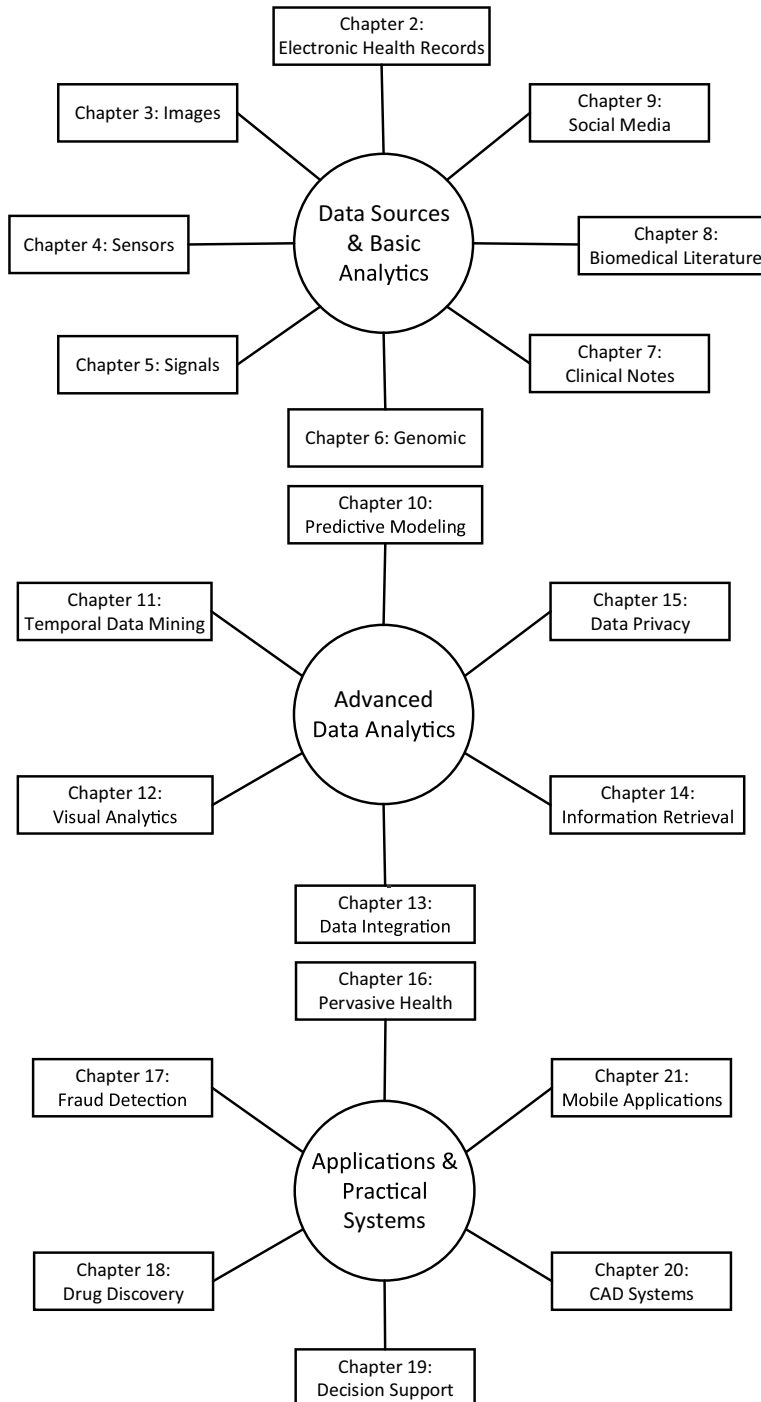 Chapter 2:
Electronic Health Records
Chapter 3: Images
Chapter 9:
Social Media
Data Sources
& Basic
Analytics
Chapter 4: Sensors
Chapter 8:
Biomedical Literature
Chapter 5: Signals
Chapter 7:
Clinical Notes
Chapter 6: Genomic
Chapter 10:
Predictive Modeling
Chapter 11:
Temporal Data Mining
Chapter 15:
Data Privacy
Advanced
Data Analytics
Chapter 12:
Visual Analytics
Chapter 14:
Information Retrieval
Chapter 13:
Data Integration
Chapter 16:
Pervasive Health
Chapter 17:
Fraud Detection
Chapter 21:
Mobile Applications
Applications &
Practical
Systems
Chapter 18:
Drug Discovery
Chapter 20:
CAD Systems
Chapter 19:
Decision Support